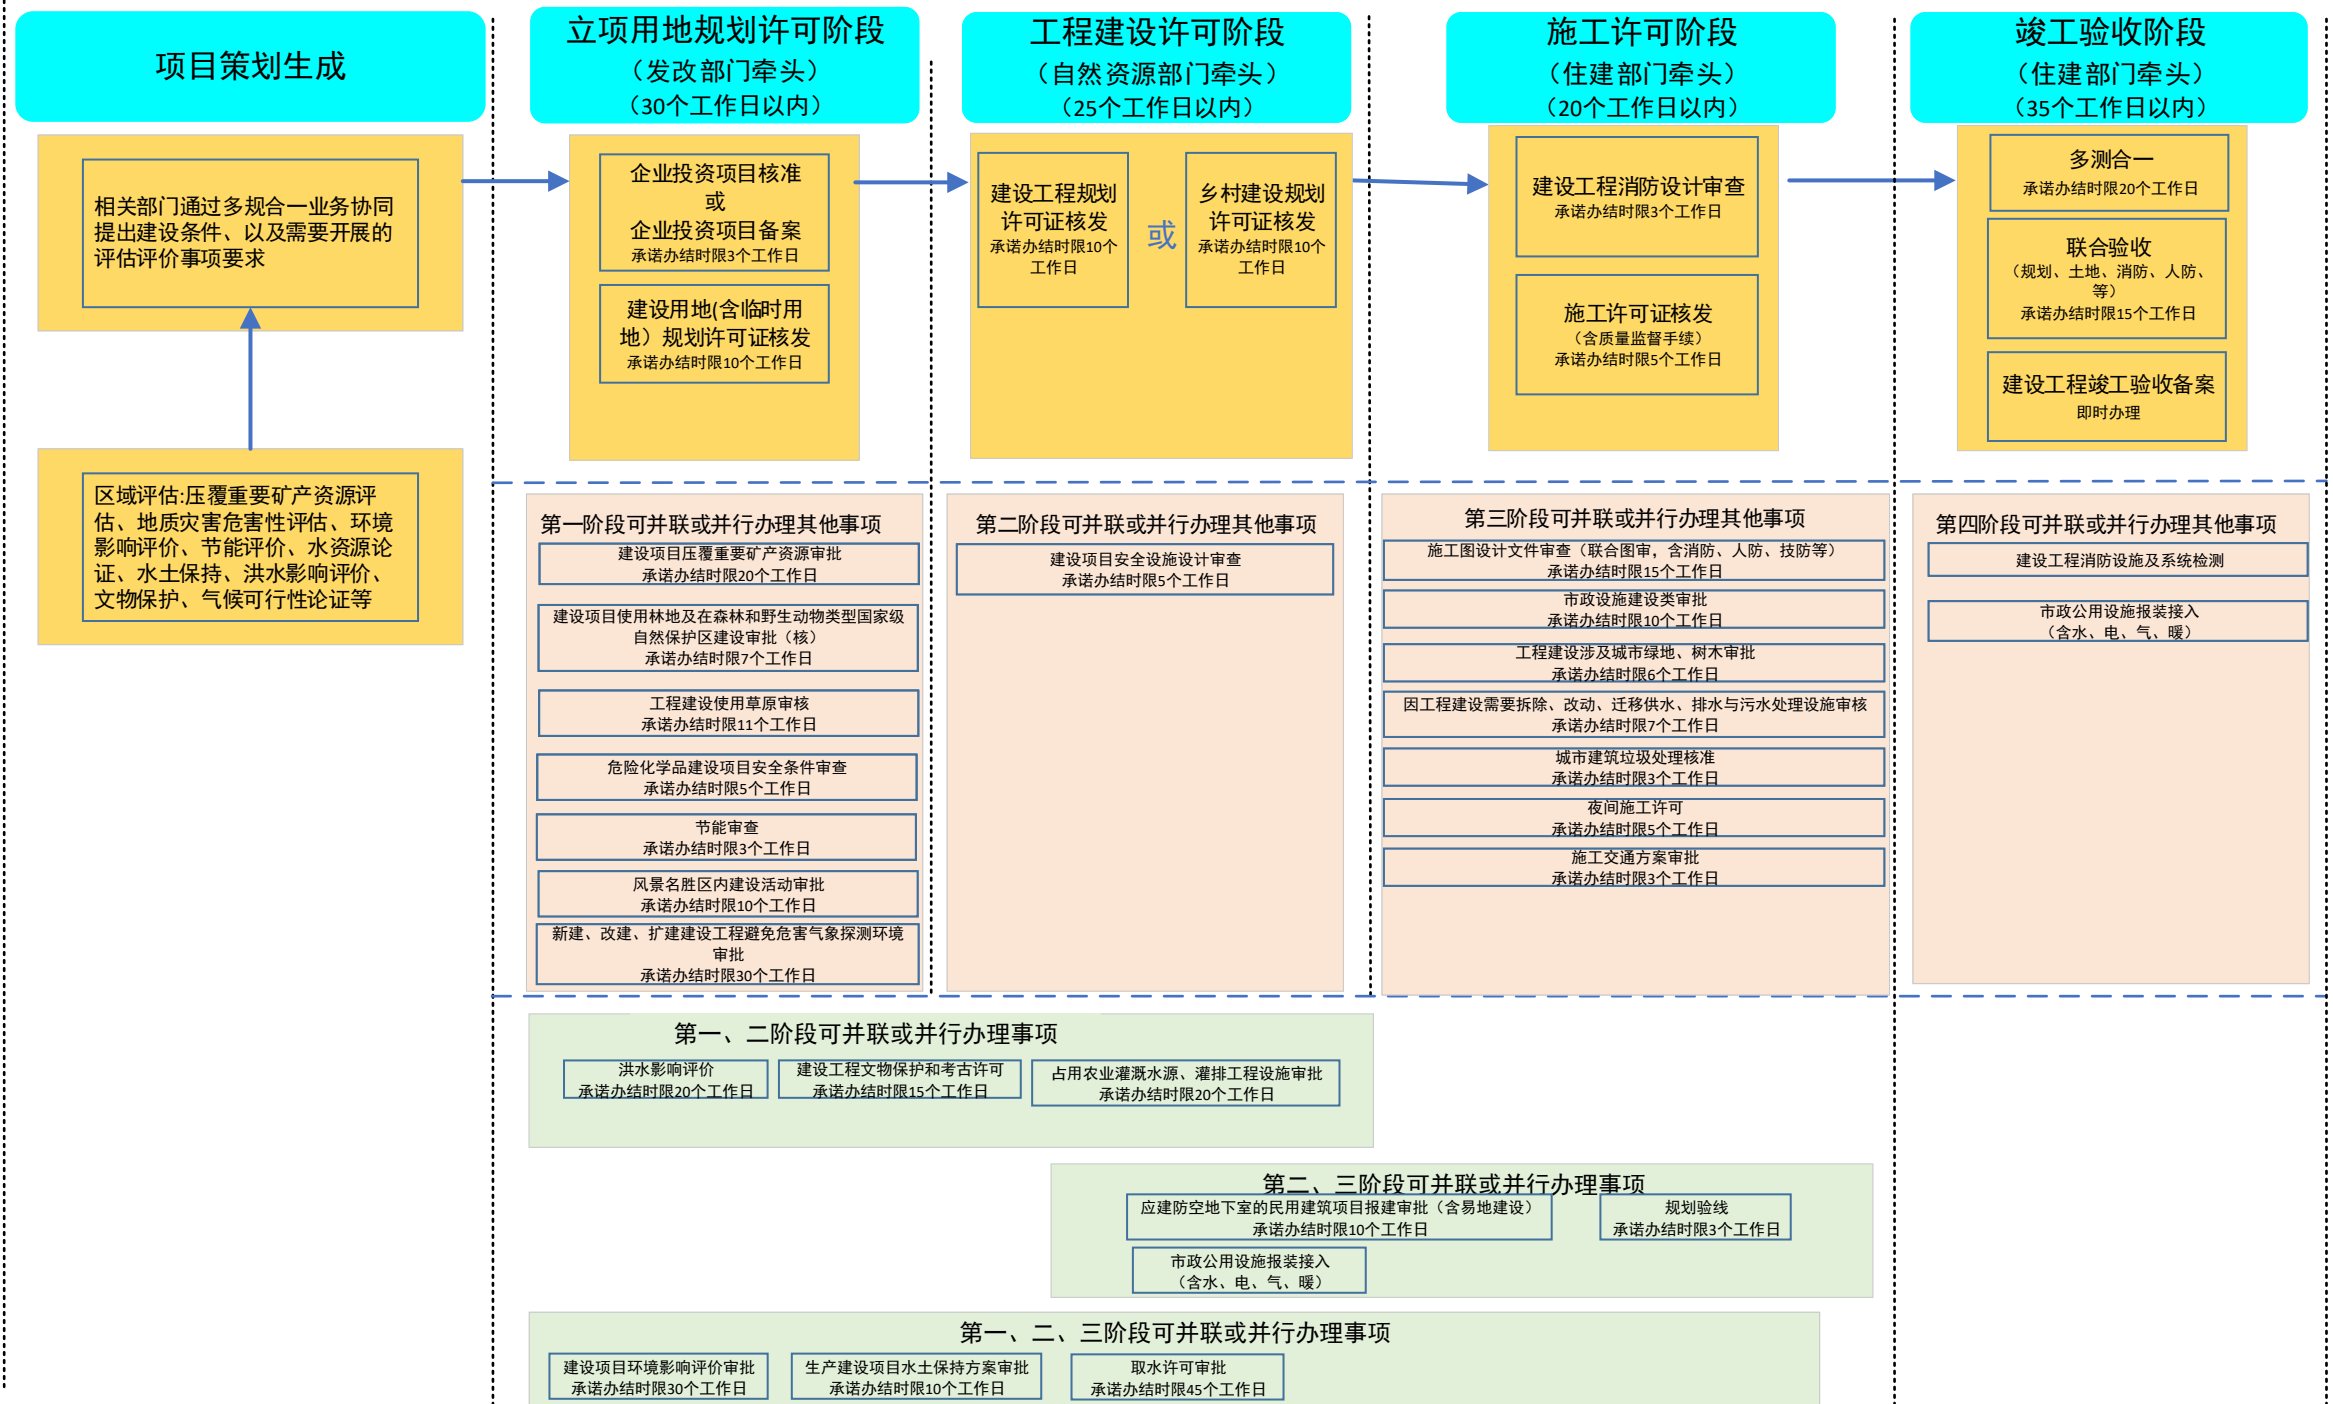 项目策划生成
相关部门通过多规合一业务协同
提出建设条件、以及需要开展的
评估评价事项要求
区域评估:压覆重要矿产资源评
估、地质灾害危害性评估、环境
影响评价、节能评价、水资源论
证、水土保持、洪水影响评价、
文物保护、气候可行性论证等
立项用地规划许可阶段
（发改部门牵头）
（30个工作日以内）
企业投资项目核准
或
企业投资项目备案
承诺办结时限3个工作日
建设用地(含临时用
地）规划许可证核发
承诺办结时限10个工作日
工程建设许可阶段
（自然资源部门牵头）
（25个工作日以内）
建设工程规划
许可证核发
承诺办结时限10个
工作日
或
乡村建设规划
许可证核发
承诺办结时限10个
工作日
施工许可阶段
（住建部门牵头）
（20个工作日以内）
建设工程消防设计审查
承诺办结时限3个工作日
施工许可证核发
（含质量监督手续）
承诺办结时限5个工作日
竣工验收阶段
（住建部门牵头）
（35个工作日以内）
多测合一
承诺办结时限20个工作日
联合验收
（规划、土地、消防、人防、
等）
承诺办结时限15个工作日
建设工程竣工验收备案
即时办理
第一阶段可并联或并行办理其他事项
建设项目压覆重要矿产资源审批
承诺办结时限20个工作日
建设项目使用林地及在森林和野生动物类型国家级
自然保护区建设审批（核）
承诺办结时限7个工作日
工程建设使用草原审核
承诺办结时限11个工作日
危险化学品建设项目安全条件审查
承诺办结时限5个工作日
节能审查
承诺办结时限3个工作日
风景名胜区内建设活动审批
承诺办结时限10个工作日
新建、改建、扩建建设工程避免危害气象探测环境
审批
承诺办结时限30个工作日
第二阶段可并联或并行办理其他事项
建设项目安全设施设计审查
承诺办结时限5个工作日
第三阶段可并联或并行办理其他事项
施工图设计文件审查（联合图审，含消防、人防、技防等）
承诺办结时限15个工作日
市政设施建设类审批
承诺办结时限10个工作日
工程建设涉及城市绿地、树木审批
承诺办结时限6个工作日
因工程建设需要拆除、改动、迁移供水、排水与污水处理设施审核
承诺办结时限7个工作日
城市建筑垃圾处理核准
承诺办结时限3个工作日
夜间施工许可
承诺办结时限5个工作日
施工交通方案审批
承诺办结时限3个工作日
第四阶段可并联或并行办理其他事项
建设工程消防设施及系统检测
市政公用设施报装接入
（含水、电、气、暖）
第一、二阶段可并联或并行办理事项
洪水影响评价
承诺办结时限20个工作日
建设工程文物保护和考古许可
承诺办结时限15个工作日
占用农业灌溉水源、灌排工程设施审批
承诺办结时限20个工作日
第二、三阶段可并联或并行办理事项
应建防空地下室的民用建筑项目报建审批（含易地建设）
承诺办结时限10个工作日
规划验线
承诺办结时限3个工作日
市政公用设施报装接入
（含水、电、气、暖）
第一、二、三阶段可并联或并行办理事项
建设项目环境影响评价审批
承诺办结时限30个工作日
生产建设项目水土保持方案审批
承诺办结时限10个工作日
取水许可审批
承诺办结时限45个工作日